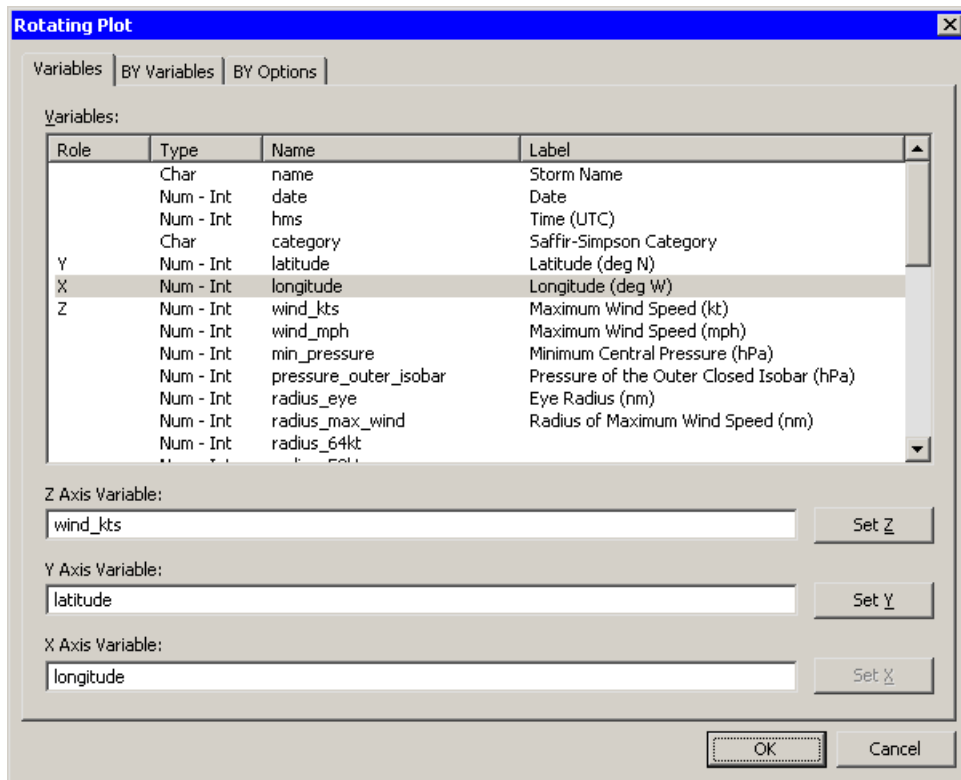 Rotating Plot
Variables BY Variables BY Options
Variables:
Role Type Name Label
Char name Storm Name
Num - Int date Date
Num - Int hms Time (UTC)
Char category Saffir-Simpson Category
Y Num - Int latitude Latitude (deg N)
X Num - Int longitude Longitude (deg W)
Z Num - Int wind_kts Maximum Wind Speed (kt)
Num - Int wind_mph Maximum Wind Speed (mph)
Num - Int min_pressure Minimum Central Pressure (hPa)
Num - Int pressure_outer_isobar Pressure of the Outer Closed Isobar (hPa)
Num - Int radius_eye Eye Radius (nm)
Num - Int radius_max_wind Radius of Maximum Wind Speed (nm)
Num - Int radius_64kt
Z Axis Variable:
wind_kts Set Z
Y Axis Variable:
latitude Set Y
X Axis Variable:
longitude Set X
OK Cancel